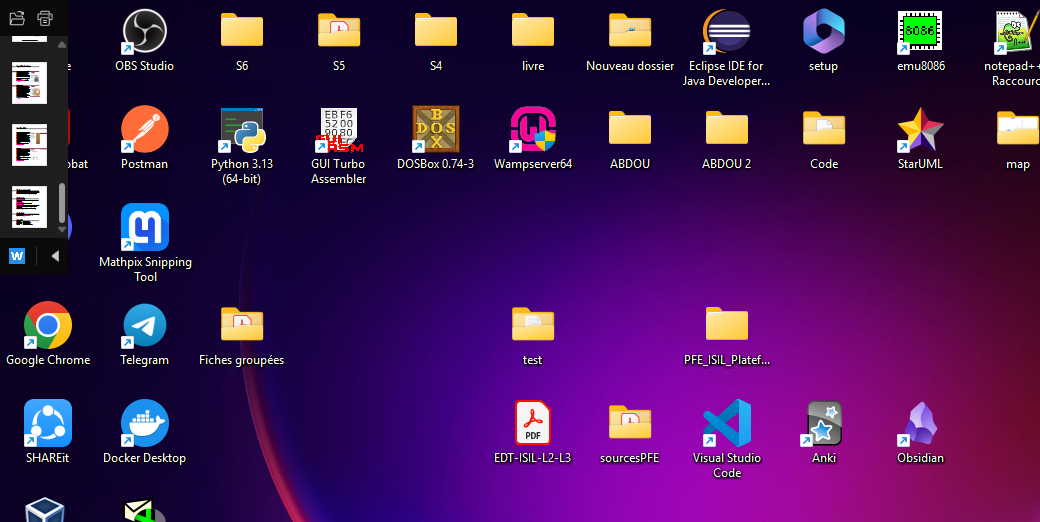 e
OBS Studio
S6
S5
S4
livre
Nouveau dossier
Eclipse IDE for
Java Developer...
setup
8086
emu8086
notepad++
Raccourc
obat
Postman
Python 3.13
(64-bit)
EBF6
5200
9080
GUI Turbo
Assembler
DOSBox 0.74-3
Wampserver64
ABDOU
ABDOU 2
Code
StarUML
map
W
Mathpix Snipping
Tool
Google Chrome
Telegram
Fiches groupées
test
PFE_ISIL_Platef...
SHAREit
Docker Desktop
PDF
EDT-ISIL-L2-L3
sourcesPFE
Visual Studio
Code
Anki
Obsidian